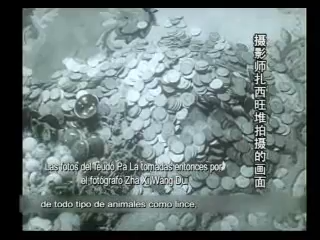 摄影师扎西旺堆拍摄的画面
Las fotos del feudo Pa La tomadas entonces por
el fotógrafo Zha Xi Wang Dui
de todo tipo de animales como lince,